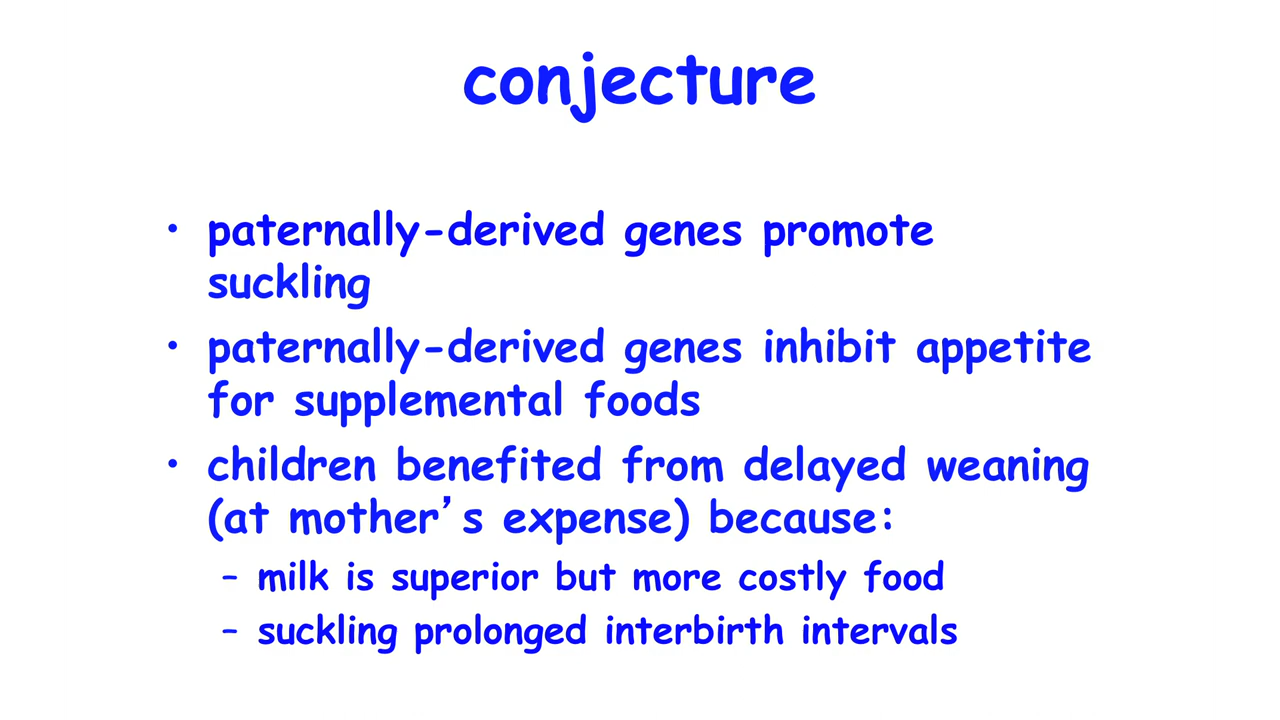 conjecture
• paternally-derived genes promote
suckling
• paternally-derived genes inhibit appetite
for supplemental foods
• children benefited from delayed weaning
(at mother’s expense) because:
– milk is superior but more costly food
– suckling prolonged interbirth intervals